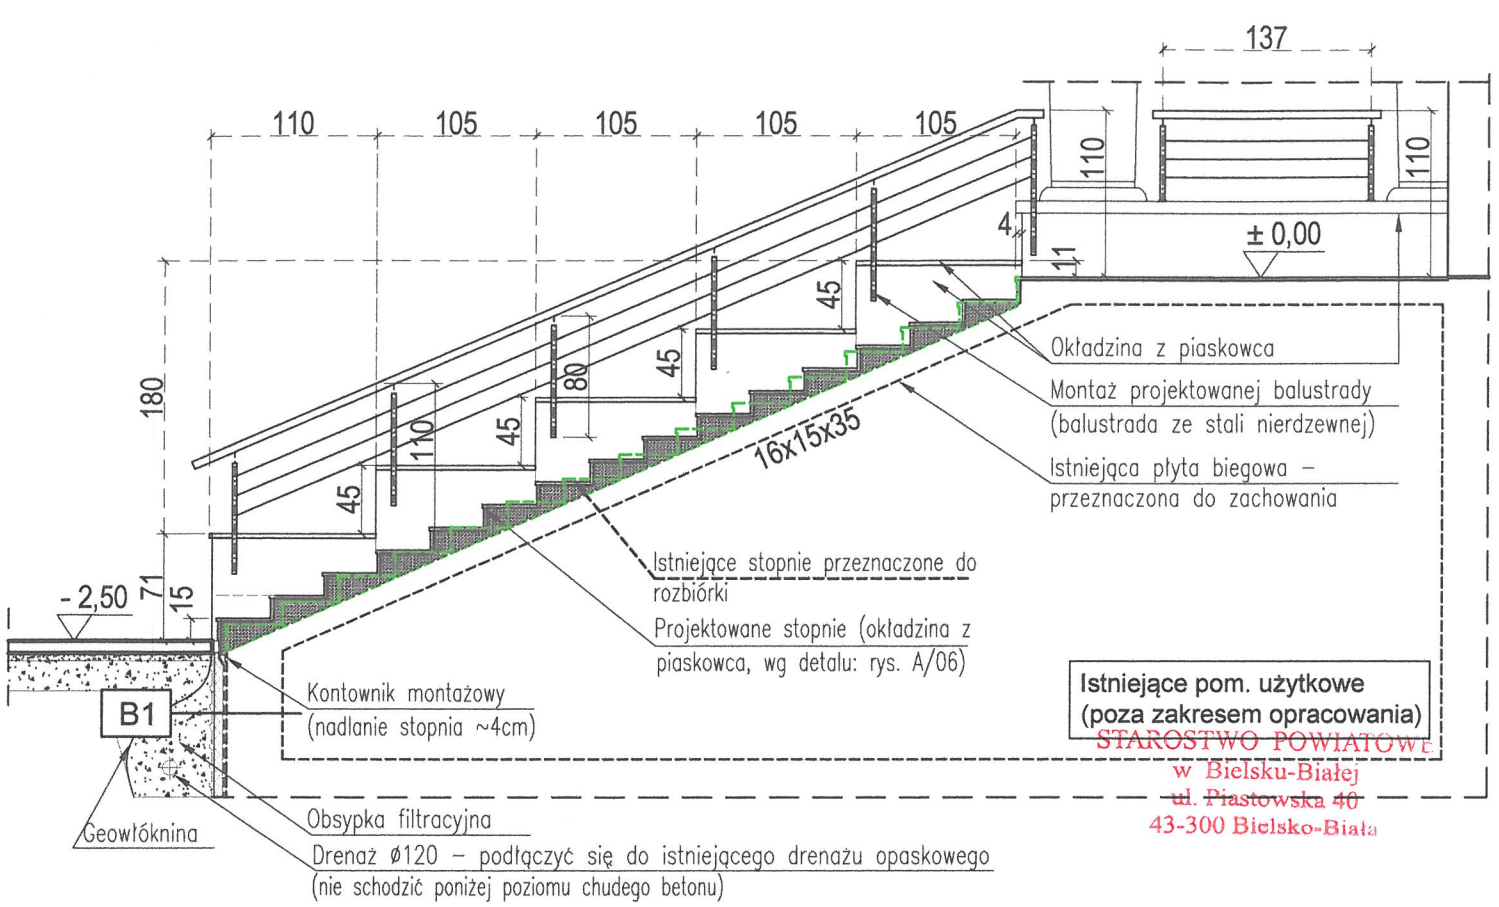 137
110 105 105 105 105
110
110
4
± 0,00
11
180
45
45
45
45
45
80
110
16x15x35
71
15
- 2,50
Okładzina z piaskowca
Montaż projektowanej balustrady
(balustrada ze stali nierdzewnej)
Istniejąca płyta biegowa –
przeznaczona do zachowania
Istniejące stopnie przeznaczone do
rozbiórki
Projektowane stopnie (okładzina z
piaskowca, wg detalu: rys. A/06)
Kontownik montażowy
(nadlanie stopnia ~4cm)
B1
Istniejące pom. użytkowe
(poza zakresem opracowania)
STAROSTWO POWIATOWE
w Bielsku-Białej
ul. Piastowska 40
43-300 Bielsko-Biała
Obsypka filtracyjna
Geowłóknina
Drenaż ø120 – podłączyć się do istniejącego drenażu opaskowego
(nie schodzić poniżej poziomu chudego betonu)